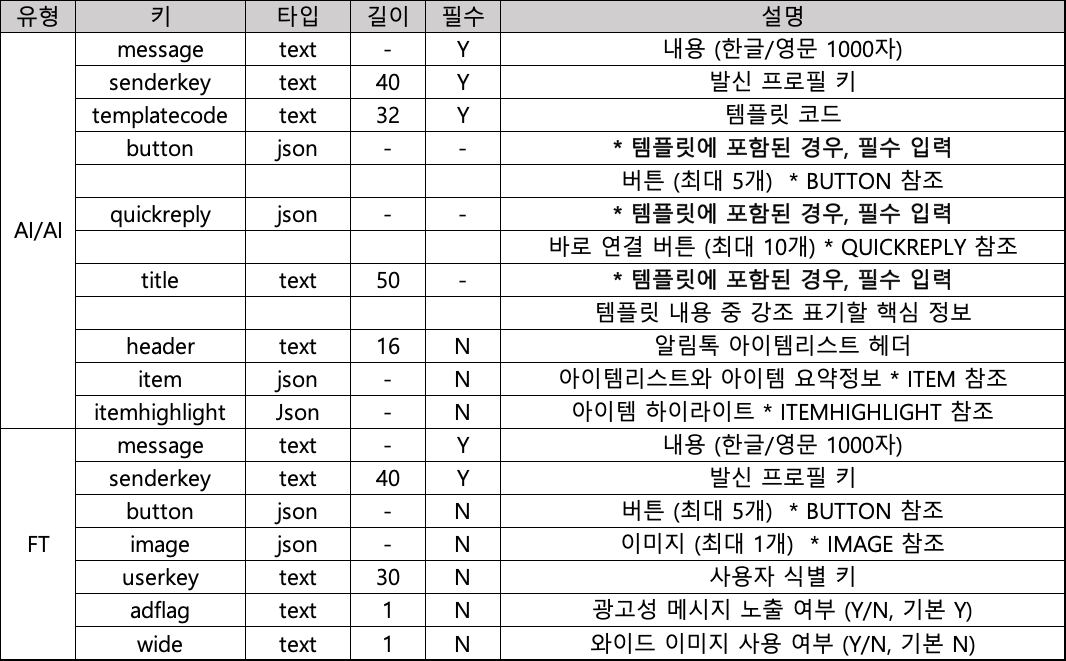 유형 키 타입 길이 필수 설명
message text - Y 내용 (한글/영문 1000자)
senderkey text 40 Y 발신 프로필 키
templatecode text 32 Y 템플릿 코드
button json - - * 템플릿에 포함된 경우, 필수 입력
버튼 (최대 5개) * BUTTON 참조
quickreply json - - * 템플릿에 포함된 경우, 필수 입력
AI/AI
바로 연결 버튼 (최대 10개) * QUICKREPLY 참조
title text 50 - * 템플릿에 포함된 경우, 필수 입력
템플릿 내용 중 강조 표기할 핵심 정보
header text 16 N 알림톡 아이템리스트 헤더
item json - N 아이템리스트와 아이템 요약정보 * ITEM 참조
itemhighlight Json - N 아이템 하이라이트 * ITEMHIGHLIGHT 참조
message text - Y 내용 (한글/영문 1000자)
senderkey text 40 Y 발신 프로필 키
button json - N 버튼 (최대 5개) * BUTTON 참조
FT image json - N 이미지 (최대 1개) * IMAGE 참조
userkey text 30 N 사용자 식별 키
adflag text 1 N 광고성 메시지 노출 여부 (Y/N, 기본 Y)
wide text 1 N 와이드 이미지 사용 여부 (Y/N, 기본 N)